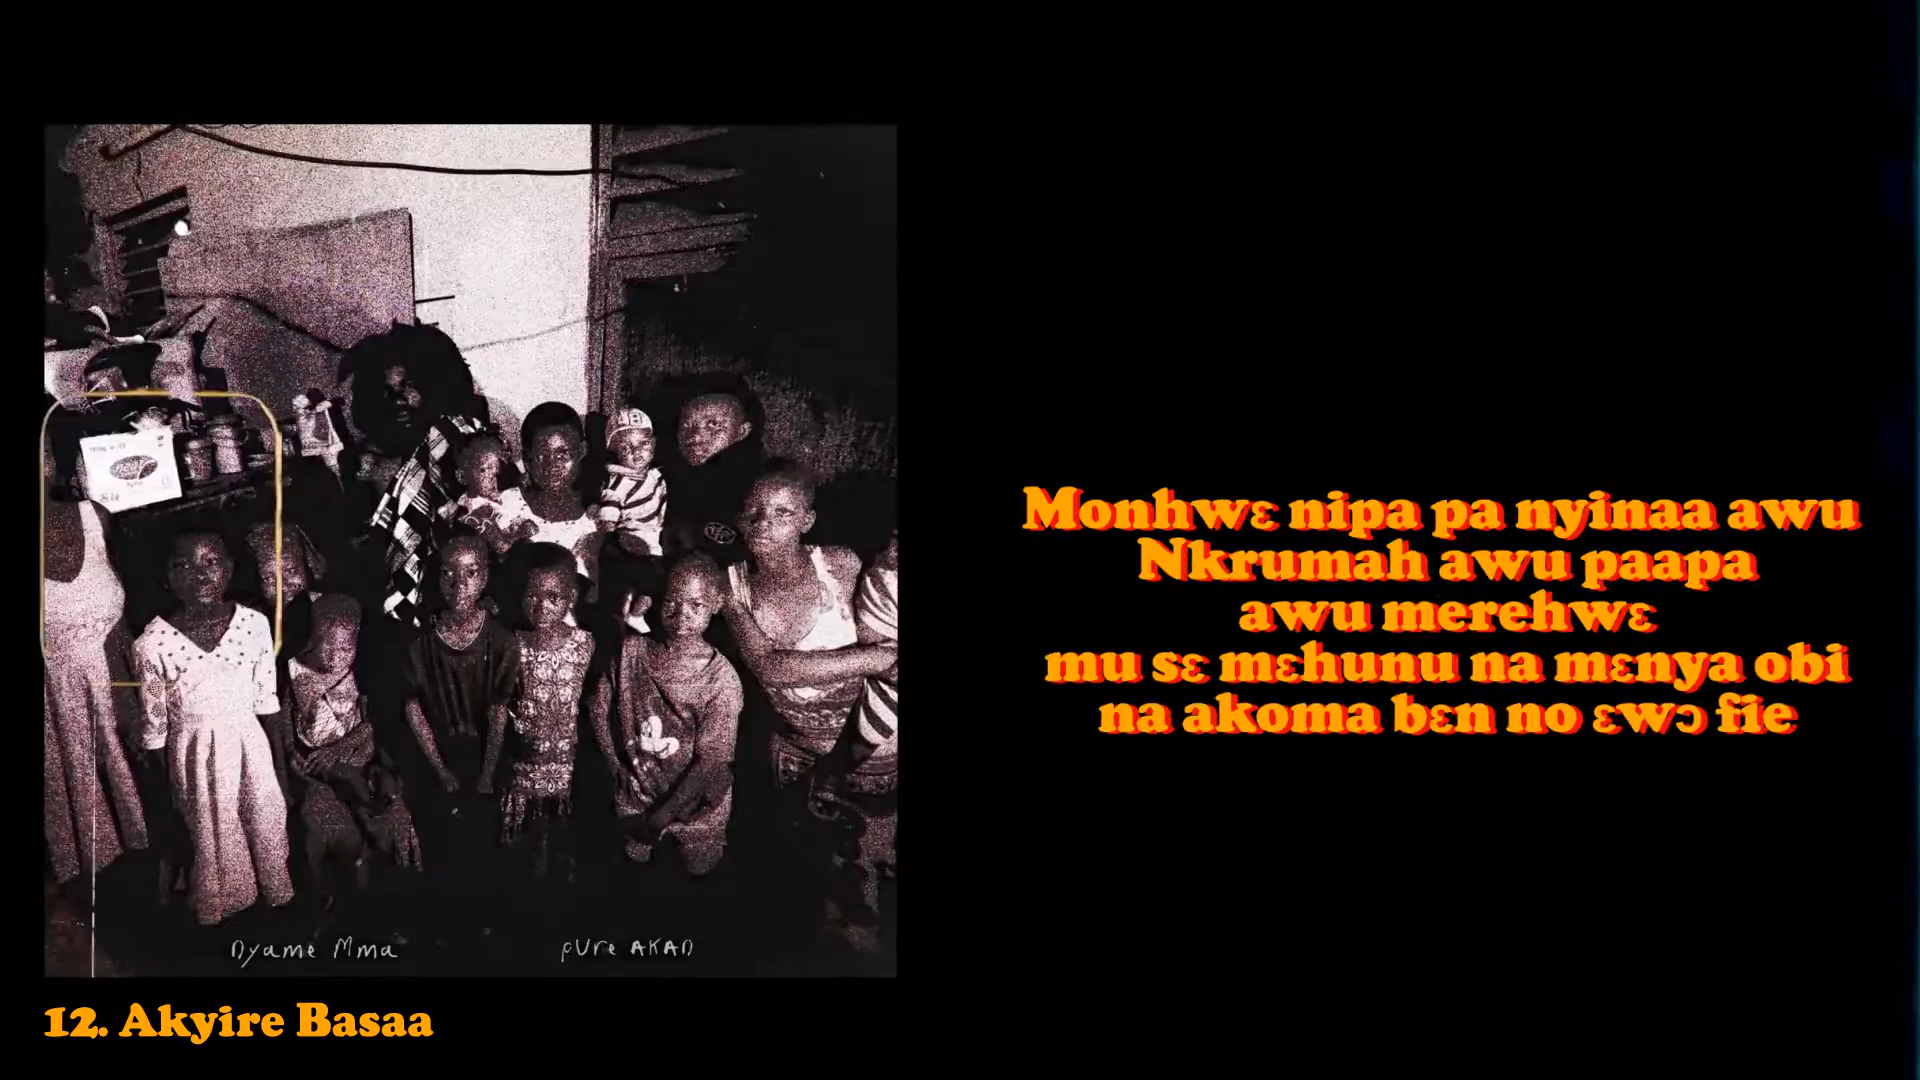 Monhwɛ nipa pa nyinaa awu
Nkrumah awu paapa
awu merehwɛ
mu sɛ mɛhunu na mɛnya obi
na akoma bɛn no ɛwɔ fie
nyame Mma
pUre AKAN
12. Akyire Basaa